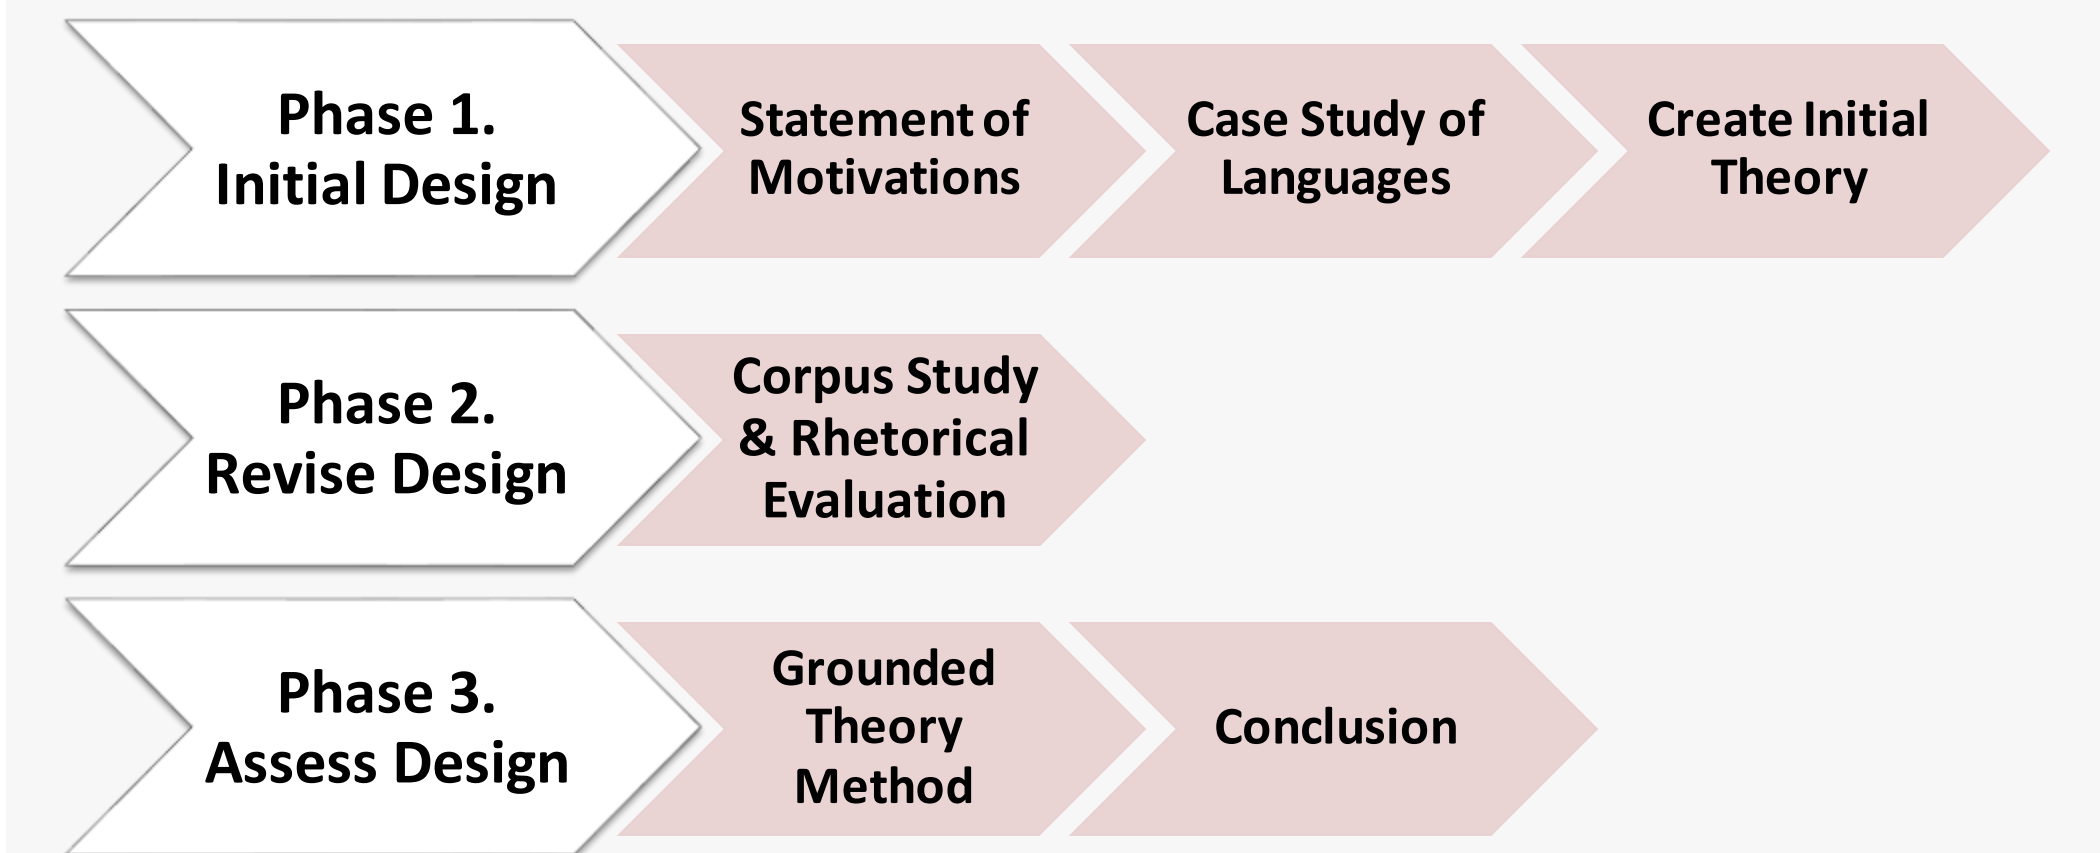 Phase 1.
Initial Design
Statement of
Motivations
Case Study of
Languages
Create Initial
Theory
Phase 2.
Revise Design
Corpus Study
& Rhetorical
Evaluation
Phase 3.
Assess Design
Grounded
Theory
Method
Conclusion